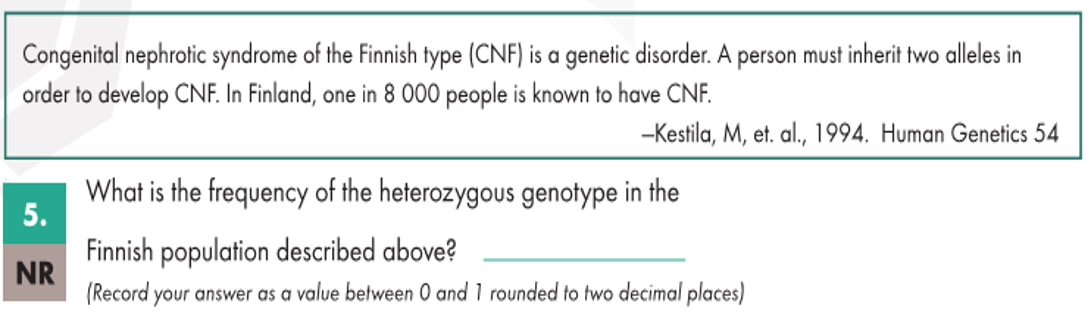 Congenital nephrotic syndrome of the Finnish type (CNF) is a genetic disorder. A person must inherit two alleles in
order to develop CNF. In Finland, one in 8 000 people is known to have CNF.
–Kestila, M, et. al., 1994. Human Genetics 54
5.
What is the frequency of the heterozygous genotype in the
Finnish population described above?
NR
(Record your answer as a value between 0 and 1 rounded to two decimal places)